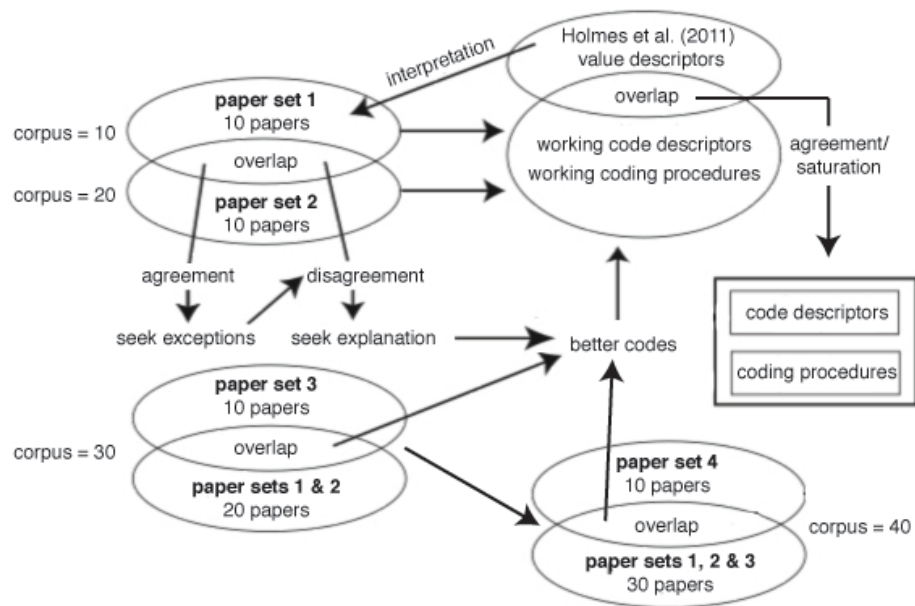 Holmes et al. (2011)
value descriptors
interpretation
overlap
paper set 1
10 papers
corpus = 10
overlap
corpus = 20
paper set 2
10 papers
working code descriptors
working coding procedures
agreement/
saturation
agreement
disagreement
seek exceptions
seek explanation
better codes
code descriptors
coding procedures
paper set 3
10 papers
corpus = 30
overlap
paper sets 1 & 2
20 papers
paper set 4
10 papers
overlap
corpus = 40
paper sets 1, 2 & 3
30 papers